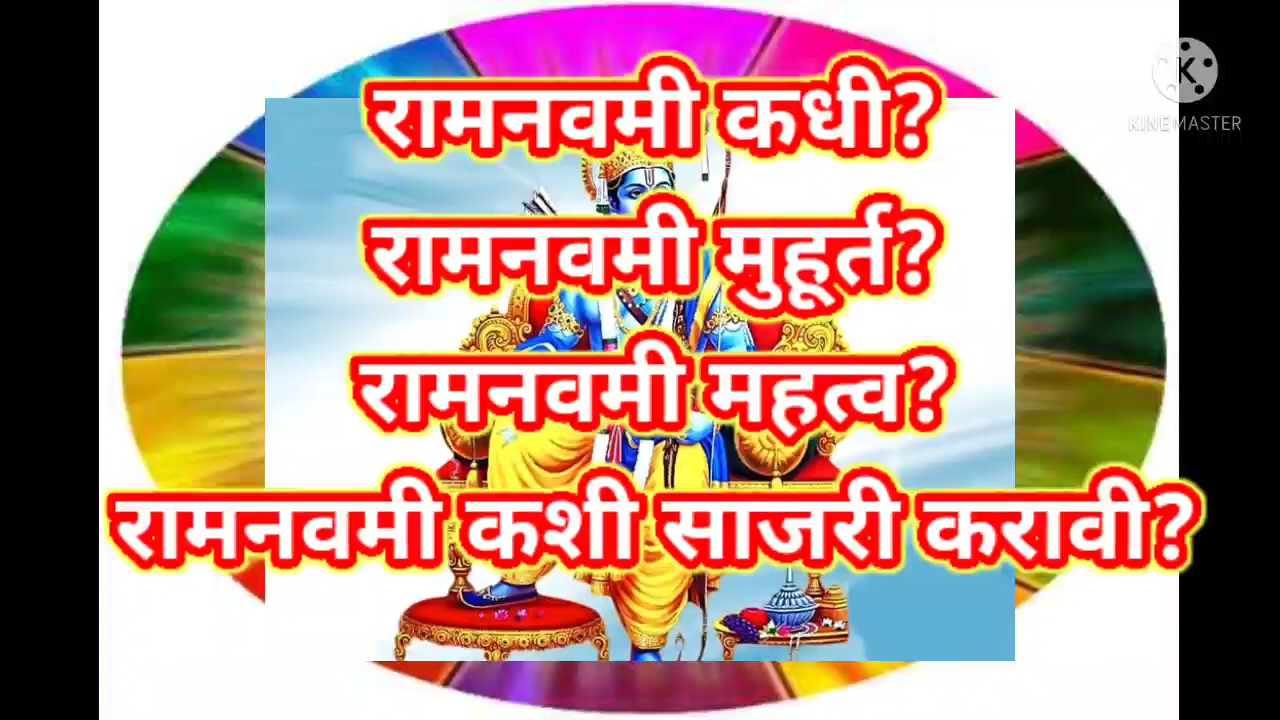 रामनवमी कधी?
KINEMASTER
रामनवमी मुहूर्त?
रामनवमी महत्व?
रामनवमी कशी साजरी करावी?